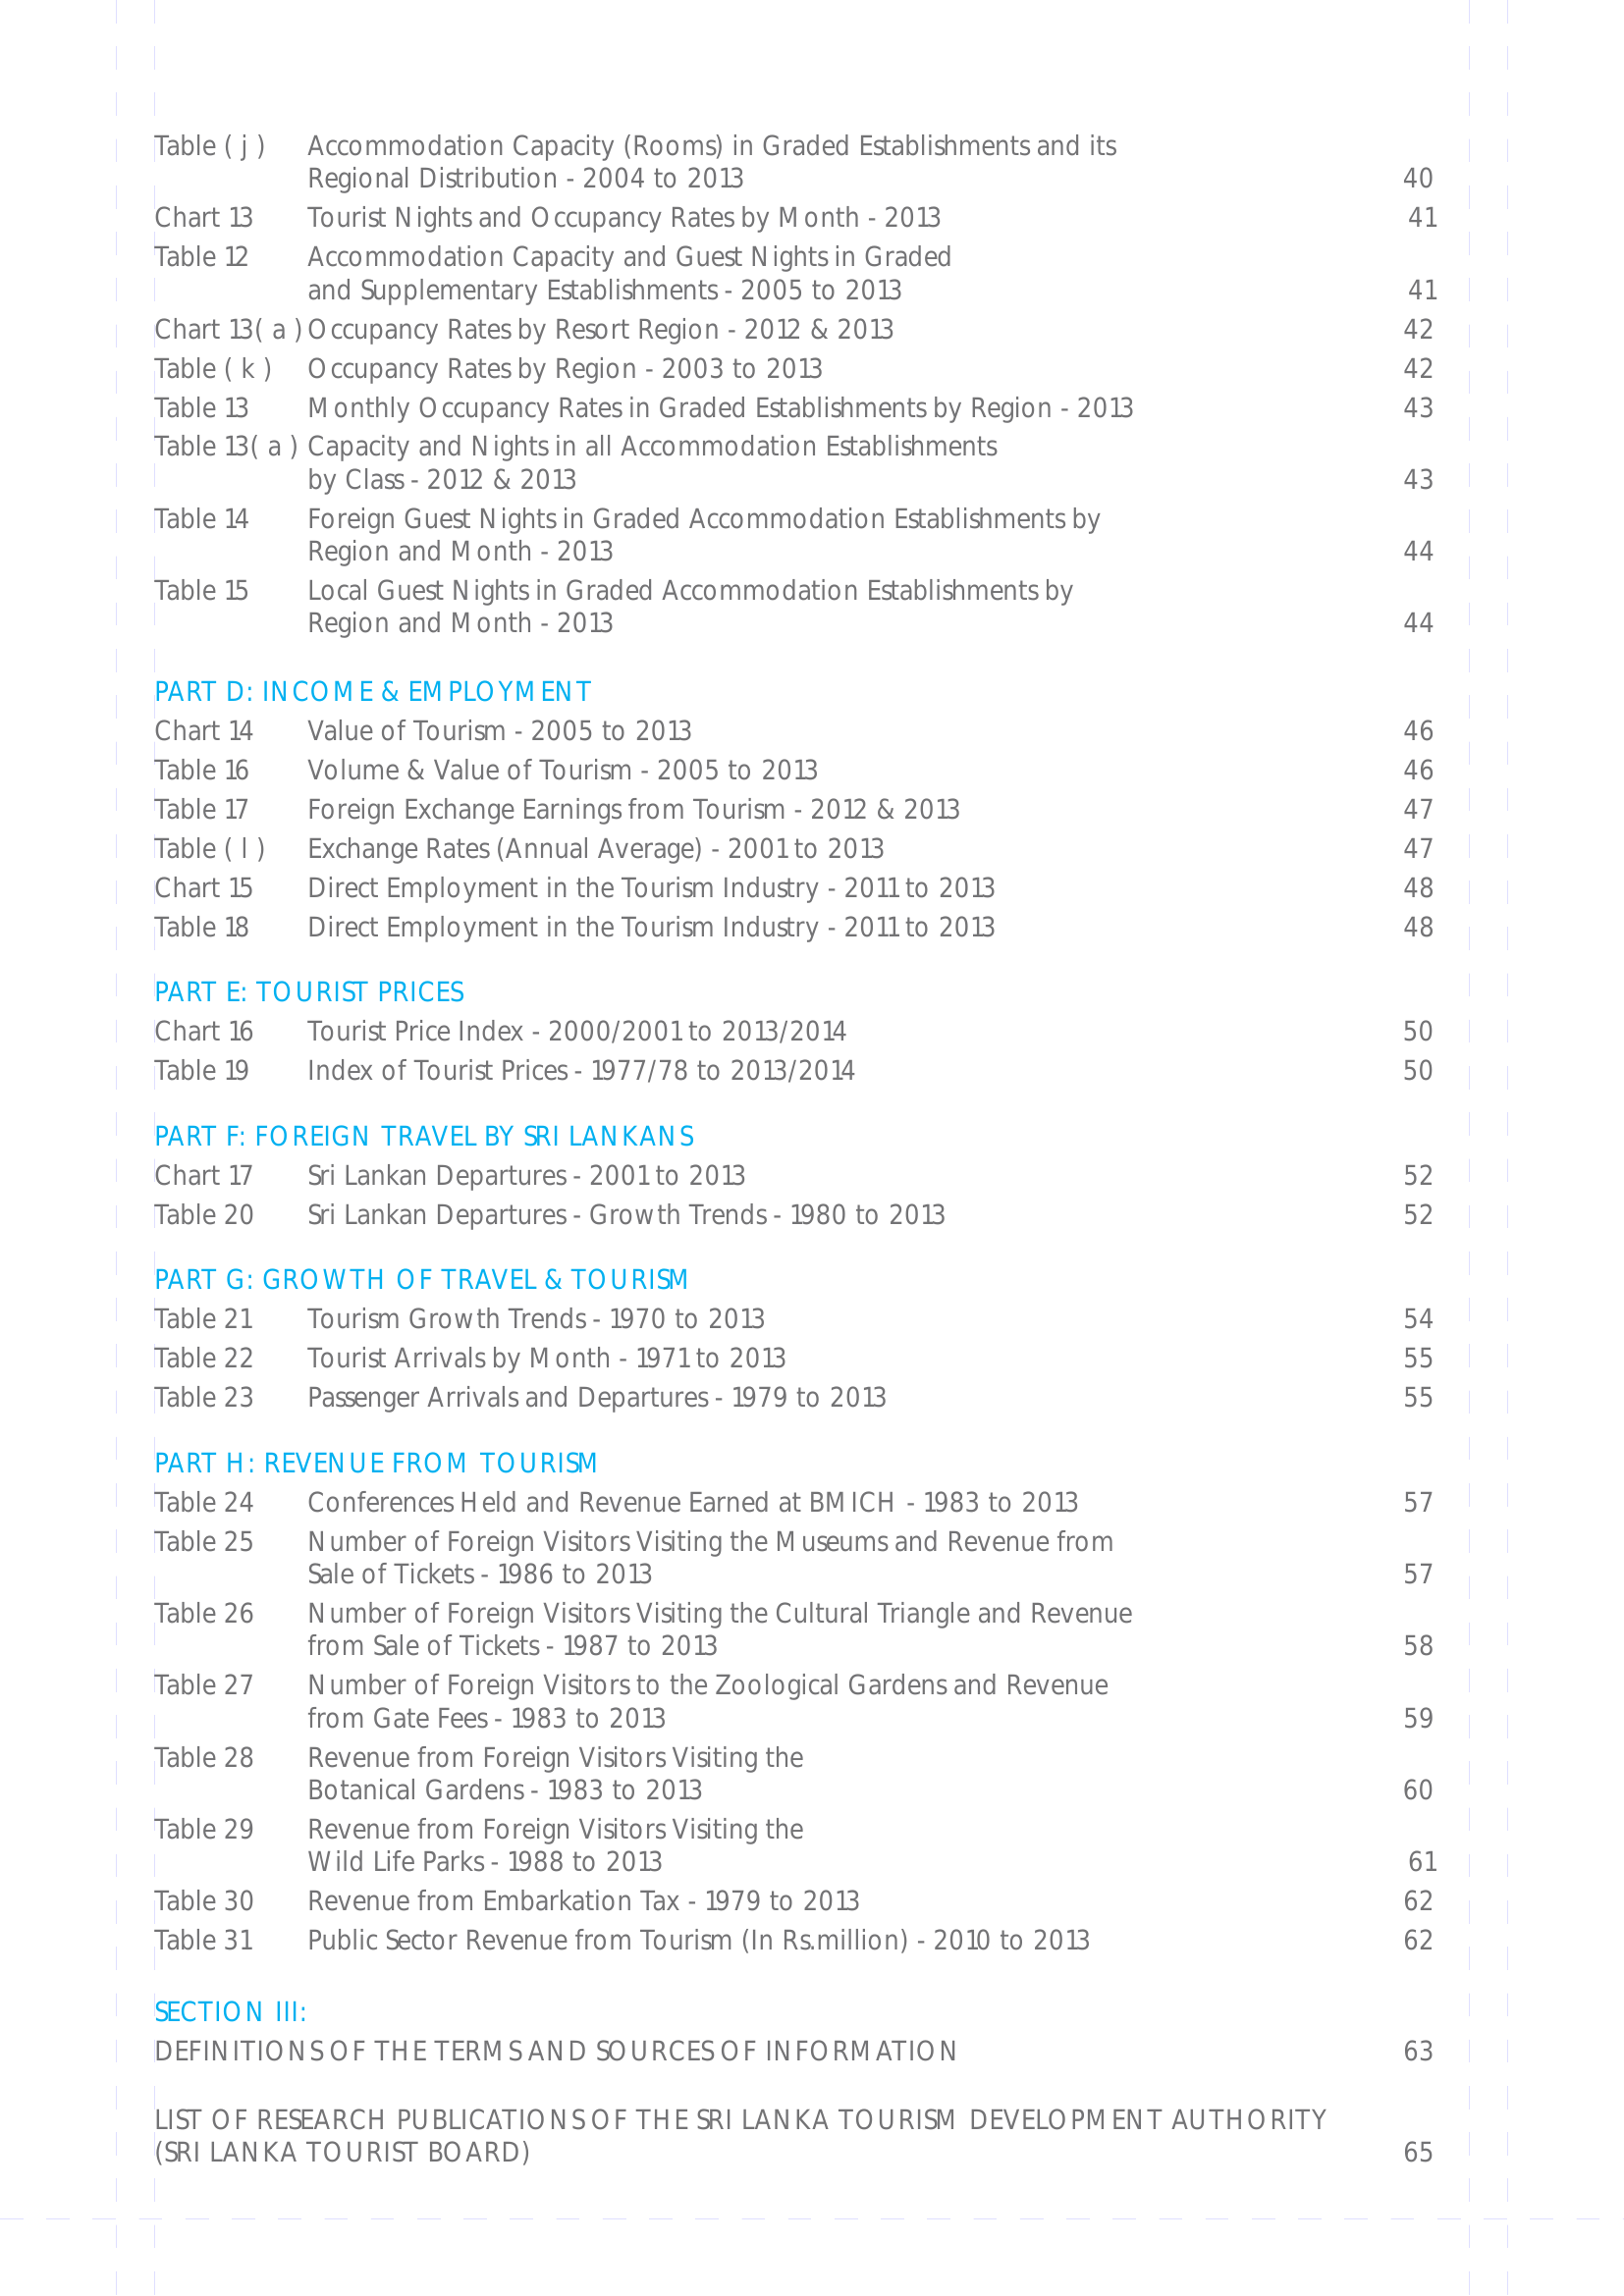 Table ( j ) Accommodation Capacity (Rooms) in Graded Establishments and its
Regional Distribution - 2004 to 2013 40
Chart 13 Tourist Nights and Occupancy Rates by Month - 2013 41
Table 12 Accommodation Capacity and Guest Nights in Graded
and Supplementary Establishments - 2005 to 2013 41
Chart 13( a ) Occupancy Rates by Resort Region - 2012 & 2013 42
Table ( k ) Occupancy Rates by Region - 2003 to 2013 42
Table 13 Monthly Occupancy Rates in Graded Establishments by Region - 2013 43
Table 13( a ) Capacity and Nights in all Accommodation Establishments
by Class - 2012 & 2013 43
Table 14 Foreign Guest Nights in Graded Accommodation Establishments by
Region and Month - 2013 44
Table 15 Local Guest Nights in Graded Accommodation Establishments by
Region and Month - 2013 44
PART D: INCOME & EMPLOYMENT
Chart 14 Value of Tourism - 2005 to 2013 46
Table 16 Volume & Value of Tourism - 2005 to 2013 46
Table 17 Foreign Exchange Earnings from Tourism - 2012 & 2013 47
Table ( l ) Exchange Rates (Annual Average) - 2001 to 2013 47
Chart 15 Direct Employment in the Tourism Industry - 2011 to 2013 48
Table 18 Direct Employment in the Tourism Industry - 2011 to 2013 48
PART E: TOURIST PRICES
Chart 16 Tourist Price Index - 2000/2001 to 2013/2014 50
Table 19 Index of Tourist Prices - 1977/78 to 2013/2014 50
PART F: FOREIGN TRAVEL BY SRI LANKANS
Chart 17 Sri Lankan Departures - 2001 to 2013 52
Table 20 Sri Lankan Departures - Growth Trends - 1980 to 2013 52
PART G: GROWTH OF TRAVEL & TOURISM
Table 21 Tourism Growth Trends - 1970 to 2013 54
Table 22 Tourist Arrivals by Month - 1971 to 2013 55
Table 23 Passenger Arrivals and Departures - 1979 to 2013 55
PART H: REVENUE FROM TOURISM
Table 24 Conferences Held and Revenue Earned at BMICH - 1983 to 2013 57
Table 25 Number of Foreign Visitors Visiting the Museums and Revenue from
Sale of Tickets - 1986 to 2013 57
Table 26 Number of Foreign Visitors Visiting the Cultural Triangle and Revenue
from Sale of Tickets - 1987 to 2013 58
Table 27 Number of Foreign Visitors to the Zoological Gardens and Revenue
from Gate Fees - 1983 to 2013 59
Table 28 Revenue from Foreign Visitors Visiting the
Botanical Gardens - 1983 to 2013 60
Table 29 Revenue from Foreign Visitors Visiting the
Wild Life Parks - 1988 to 2013 61
Table 30 Revenue from Embarkation Tax - 1979 to 2013 62
Table 31 Public Sector Revenue from Tourism (In Rs.million) - 2010 to 2013 62
SECTION III:
DEFINITIONS OF THE TERMS AND SOURCES OF INFORMATION 63
LIST OF RESEARCH PUBLICATIONS OF THE SRI LANKA TOURISM DEVELOPMENT AUTHORITY
(SRI LANKA TOURIST BOARD) 65